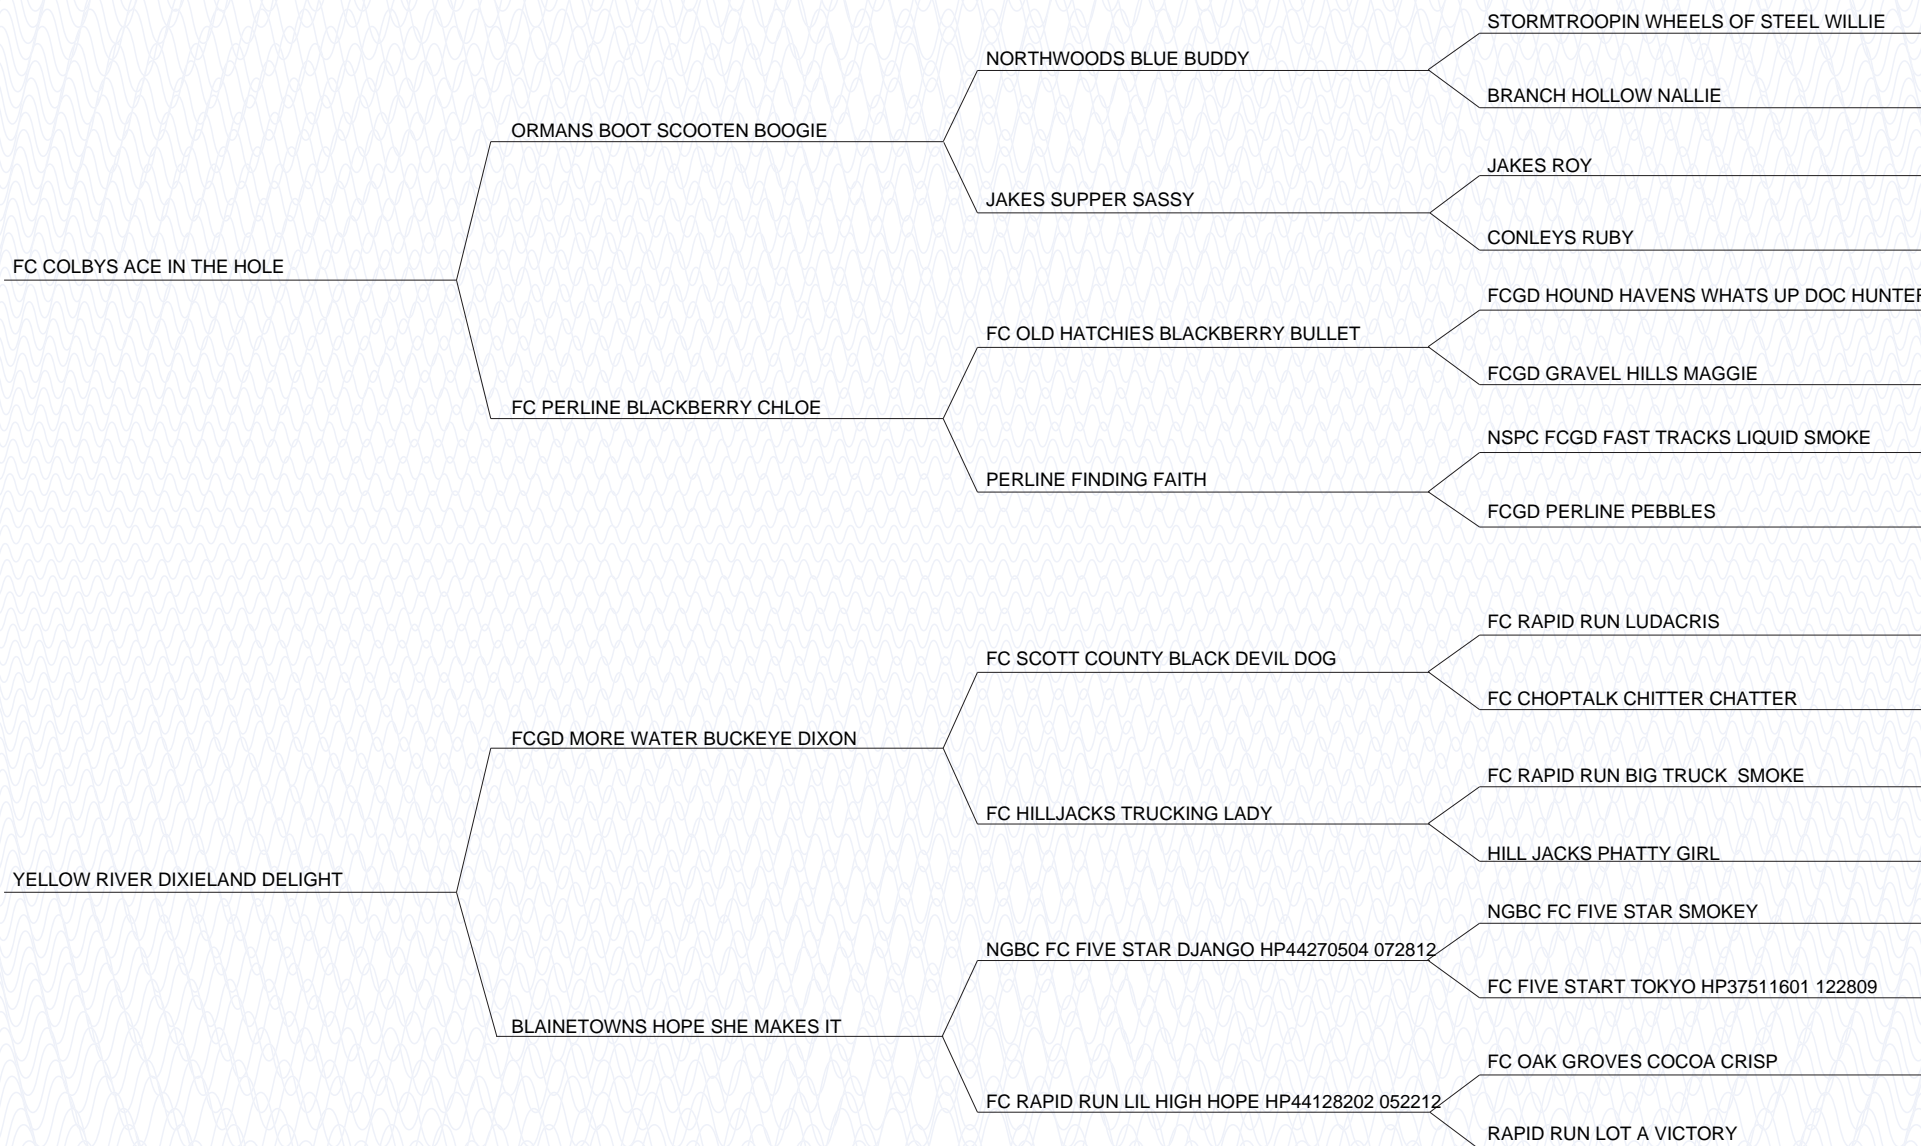 STORMTROOPIN WHEELS OF STEEL WILLIE
NORTHWOODS BLUE BUDDY
BRANCH HOLLOW NALLIE
ORMANS BOOT SCOOTEN BOOGIE
JAKES ROY
JAKES SUPPER SASSY
CONLEYS RUBY
FC COLBYS ACE IN THE HOLE
FCGD HOUND HAVENS WHATS UP DOC HUNTER
FC OLD HATCHIES BLACKBERRY BULLET
FCGD GRAVEL HILLS MAGGIE
FC PERLINE BLACKBERRY CHLOE
NSPC FCGD FAST TRACKS LIQUID SMOKE
PERLINE FINDING FAITH
FCGD PERLINE PEBBLES
FC RAPID RUN LUDACRIS
FC SCOTT COUNTY BLACK DEVIL DOG
FC CHOPTALK CHITTER CHATTER
FCGD MORE WATER BUCKEYE DIXON
FC RAPID RUN BIG TRUCK  SMOKE
FC HILLJACKS TRUCKING LADY
HILL JACKS PHATTY GIRL
YELLOW RIVER DIXIELAND DELIGHT
NGBC FC FIVE STAR SMOKEY
NGBC FC FIVE STAR DJANGO HP44270504 072812
FC FIVE START TOKYO HP37511601 122809
BLAINETOWNS HOPE SHE MAKES IT
FC OAK GROVES COCOA CRISP
FC RAPID RUN LIL HIGH HOPE HP44128202 052212
RAPID RUN LOT A VICTORY